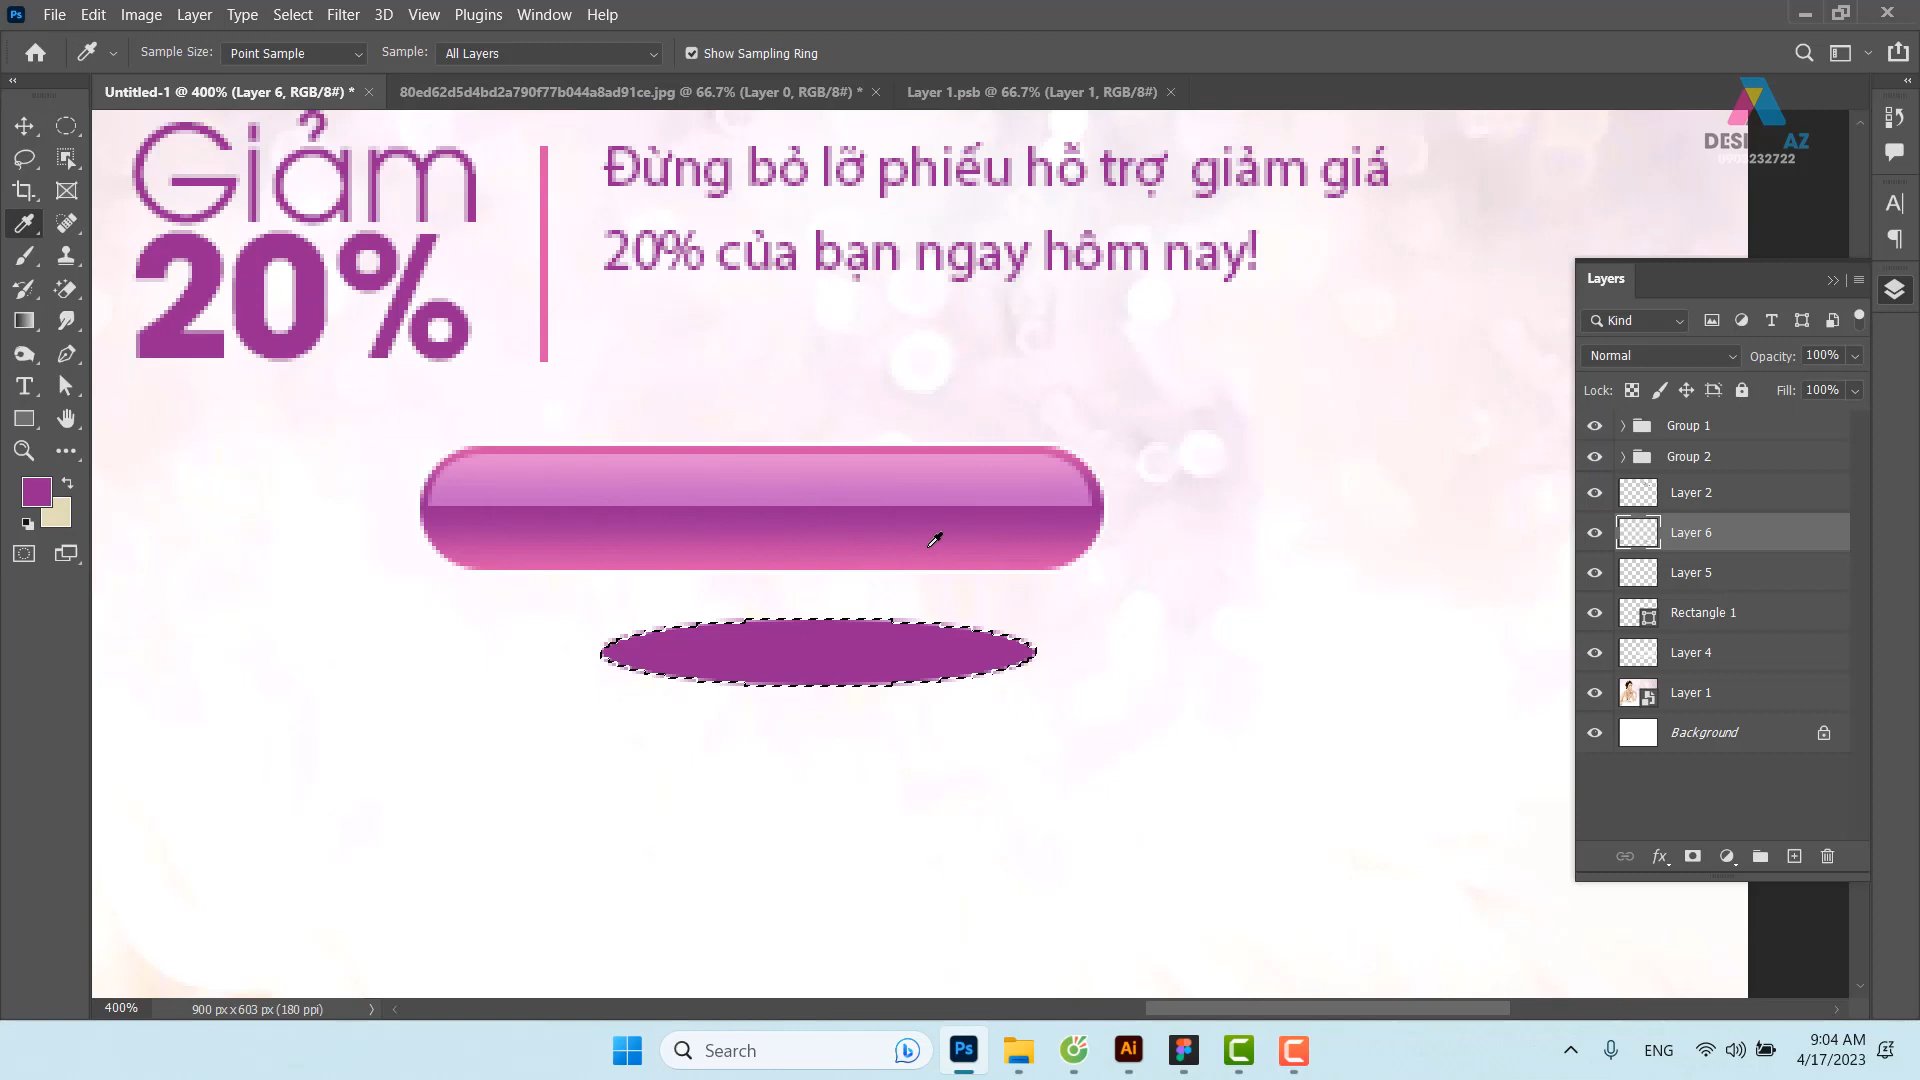 Ps File Edit Image Layer Type Select Filter 3D View Plugins Window Help
Sample Size: Point Sample Sample: All Layers Show Sampling Ring
Untitled-1 @ 400% (Layer 6, RGB/8#) * 80ed62d5d4bd2a790f77b044a8ad91ce.jpg @ 66.7% (Layer 0, RGB/8#) * Layer 1.psb @ 66.7% (Layer 1, RGB/8#)
AZ
0903232722
Giảm
20%
Đừng bỏ lỡ phiếu hỗ trợ giảm giá
20% của bạn ngay hôm nay!
Layers
Kind
Normal Opacity: 100%
Lock: Fill: 100%
Group 1
Group 2
Layer 2
Layer 6
Layer 5
Rectangle 1
Layer 4
Layer 1
Background
fx
400% 900 px x 603 px (180 ppi)
Search Ps Ai ENG 9:04 AM
4/17/2023